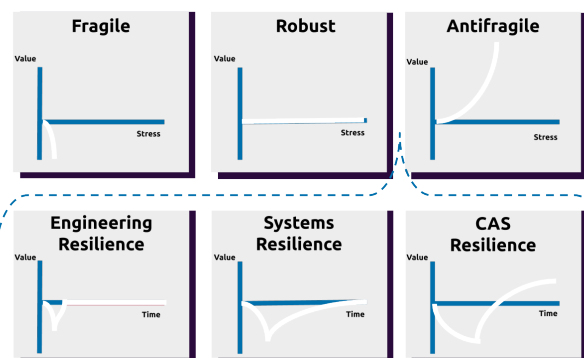 Fragile
Value
Stress
Robust
Value
Stress
Antifragile
Value
Stress
Engineering
Resilience
Value
Time
Systems
Resilience
Value
Time
CAS
Resilience
Value
Time